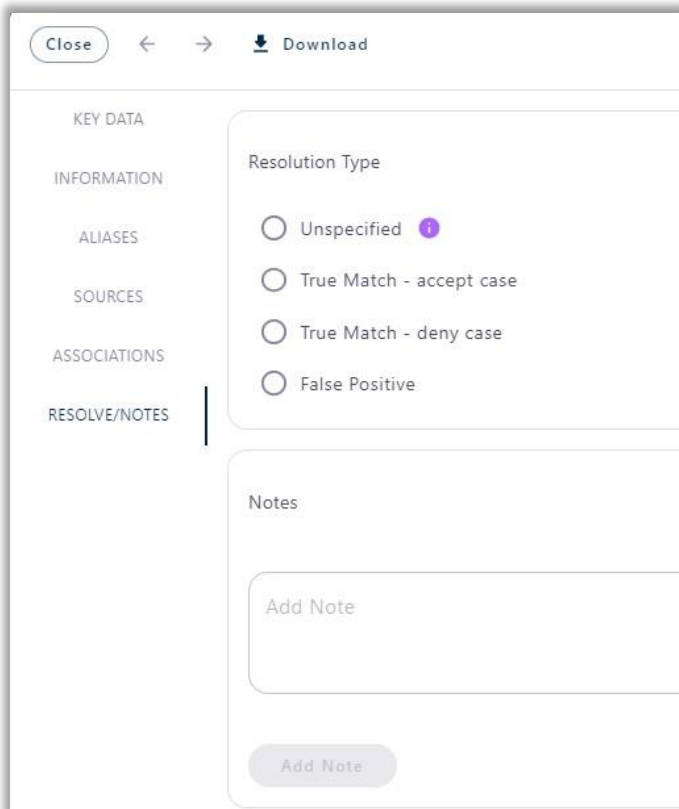 Close
Download
KEY DATA
INFORMATION
ALIASES
SOURCES
ASSOCIATIONS
RESOLVE/NOTES
Resolution Type
Unspecified
True Match - accept case
True Match - deny case
False Positive
Notes
Add Note
Add Note